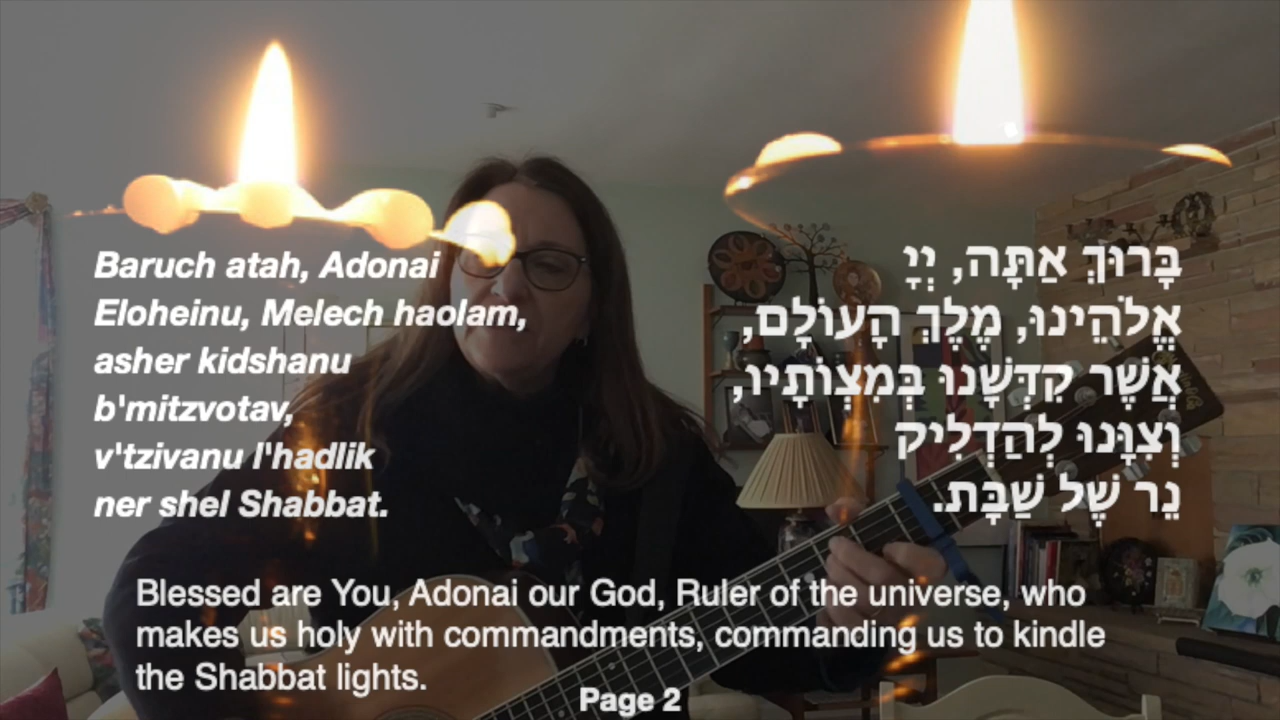 Baruch atah, Adonai
Eloheinu, Melech haolam,
asher kidshanu
b'mitzvotav,
v'tzivanu l'hadlik
ner shel Shabbat.
בָּרוּךְ אַתָּה, יְיָ
אֱלֹהֵינוּ, מֶלֶךְ הָעוֹלָם,
אֲשֶׁר קִדְּשָׁנוּ בְּמִצְוֹתָיו,
וְצִוָּנוּ לְהַדְלִיק
נֵר שֶׁל שַׁבָּת.
Blessed are You, Adonai our God, Ruler of the universe, who
makes us holy with commandments, commanding us to kindle
the Shabbat lights.
Page 2